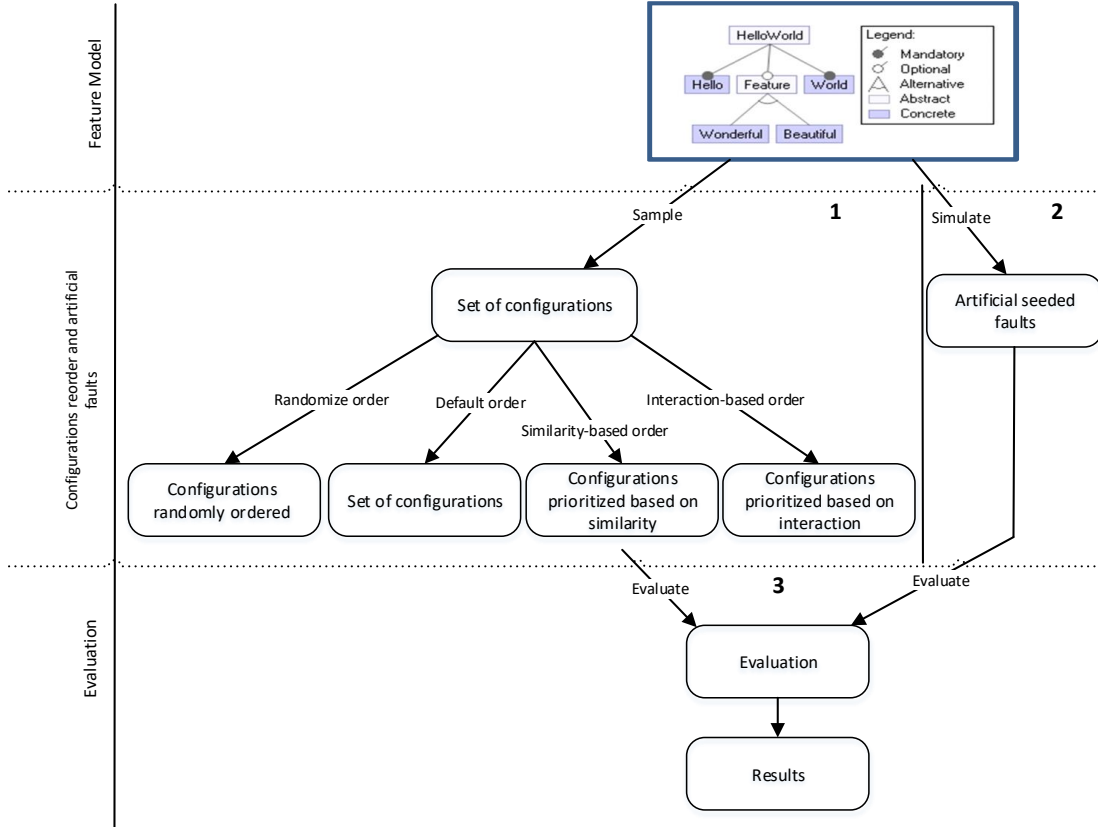 Feature Model
HelloWorld
Hello
Feature
World
Wonderful
Beautiful
Legend:
Mandatory
Optional
Alternative
Abstract
Concrete
Configurations reorder and artificial
faults
Sample
1
Simulate
2
Set of configurations
Artificial seeded
faults
Randomize order
Default order
Similarity-based order
Interaction-based order
Configurations
randomly ordered
Set of configurations
Configurations
prioritized based on
similarity
Configurations
prioritized based on
interaction
Evaluation
Evaluate
3
Evaluate
Evaluation
Results